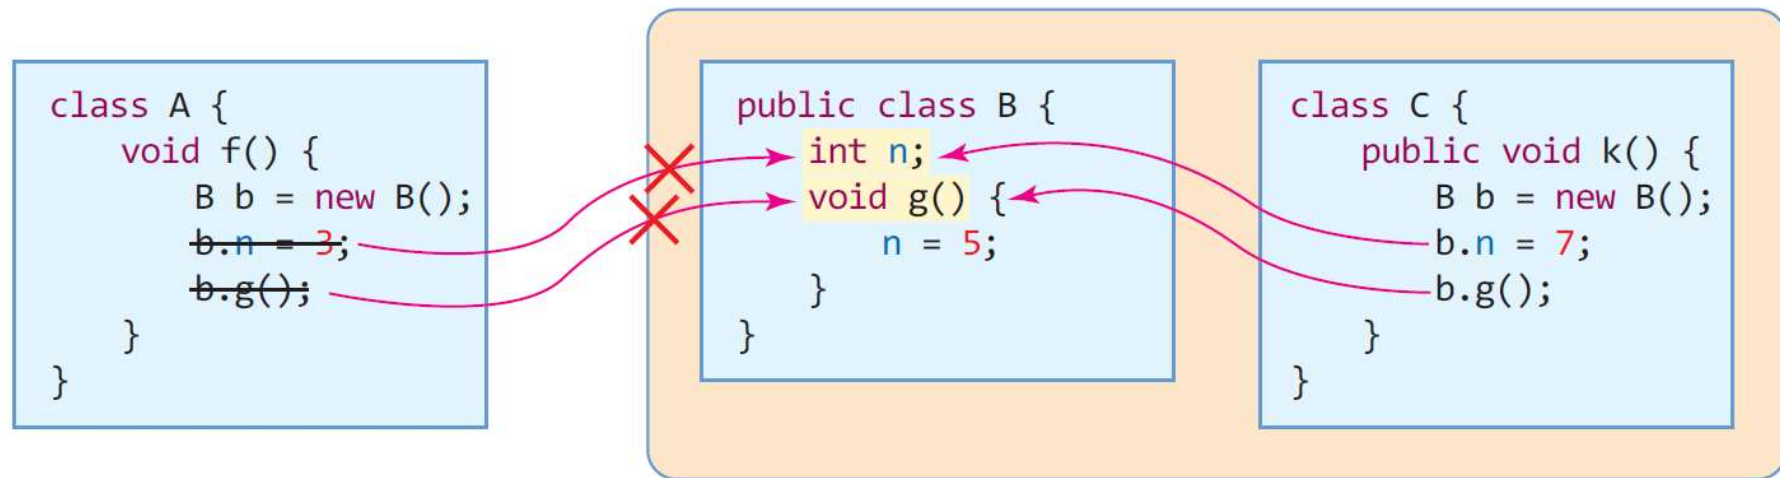 class A {
void f() {
B b = new B();
b.n = 3;
b.g();
}
}
public class B {
int n;
void g() {
n = 5;
}
}
class C {
public void k() {
B b = new B();
b.n = 7;
b.g();
}
}